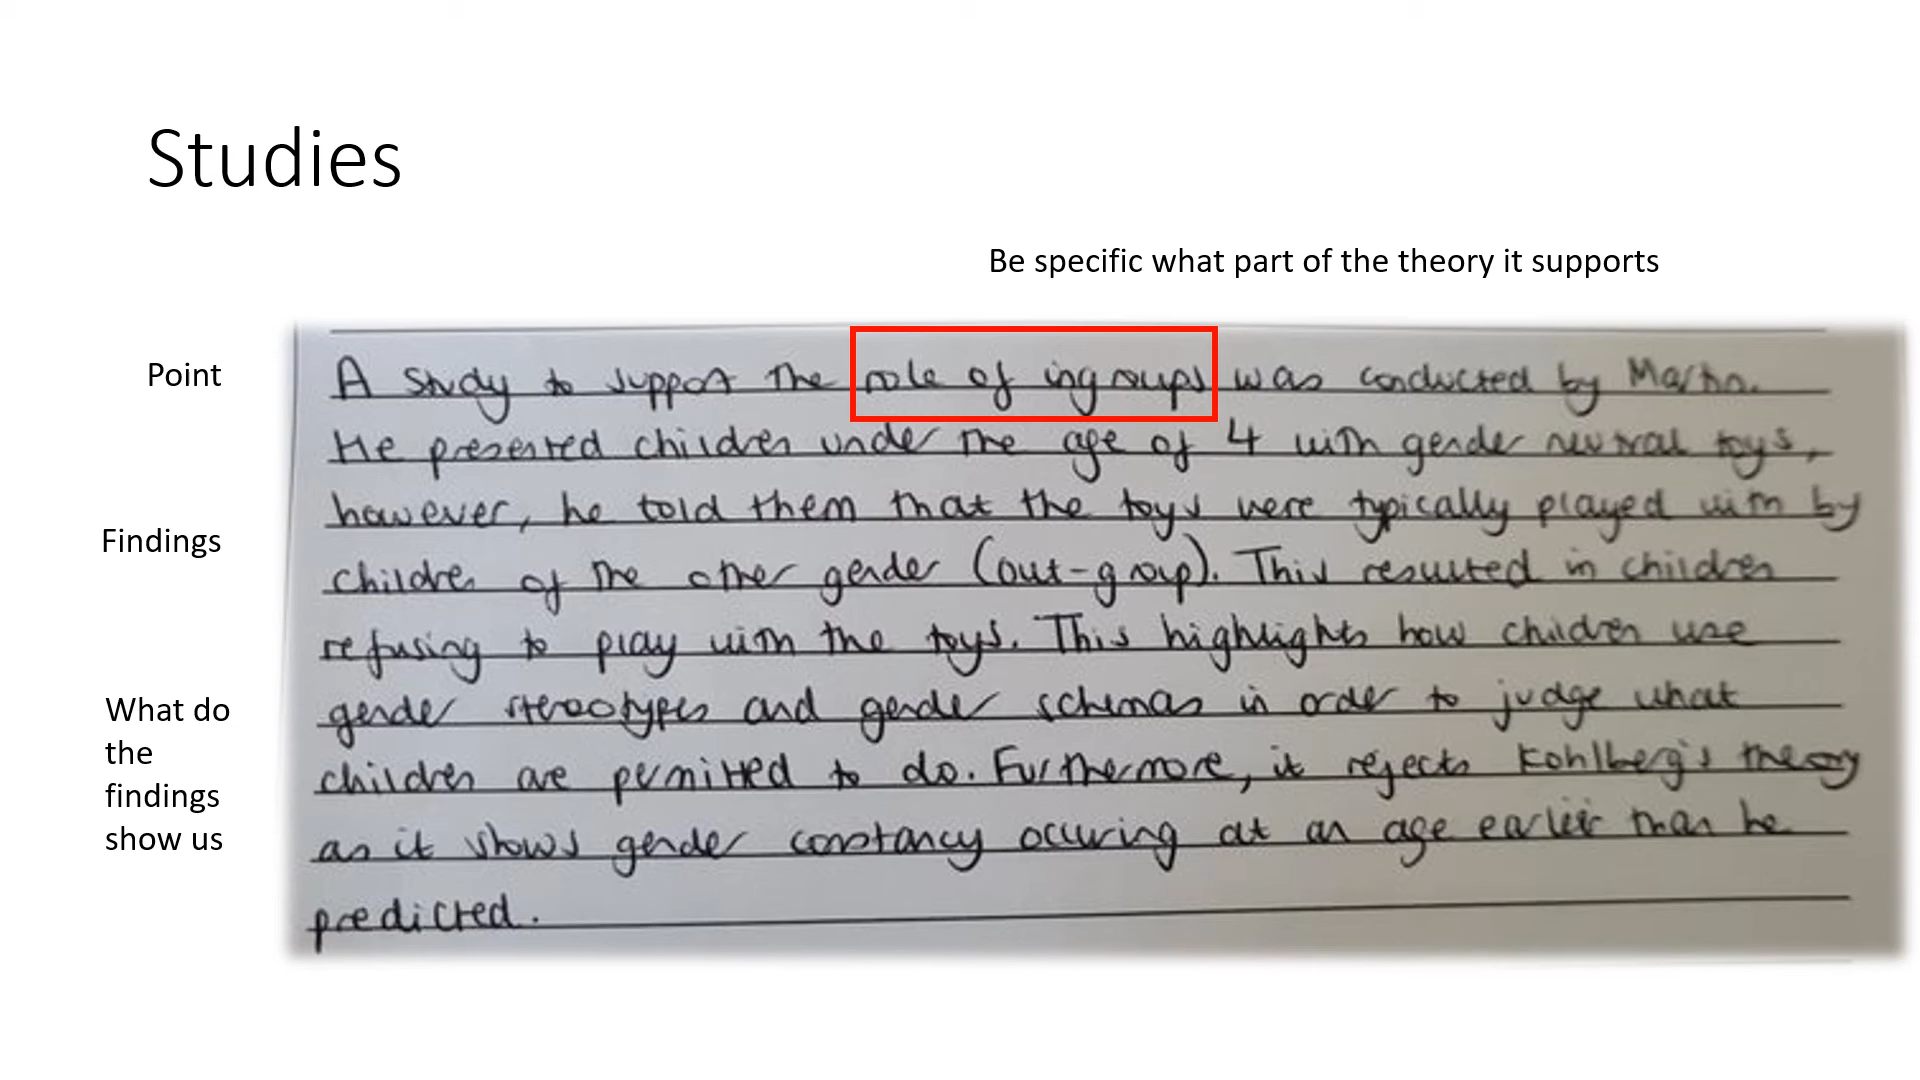 Studies
Be specific what part of the theory it supports
Point
A study to support the role of ingroups was conducted by Martin.
He presented children under the age of 4 with gender neutral toys,
however, he told them that the toys were typically played with by
Findings
children of the other gender (out-group). This resulted in children
refusing to play with the toys. This highlights how children use
What do
the
findings
show us
gender stereotypes and gender schemas in order to judge what
children are permitted to do. Furthermore, it rejects Kohlberg's theory
as it shows gender constancy occuring at an age earlier than he
predicted.